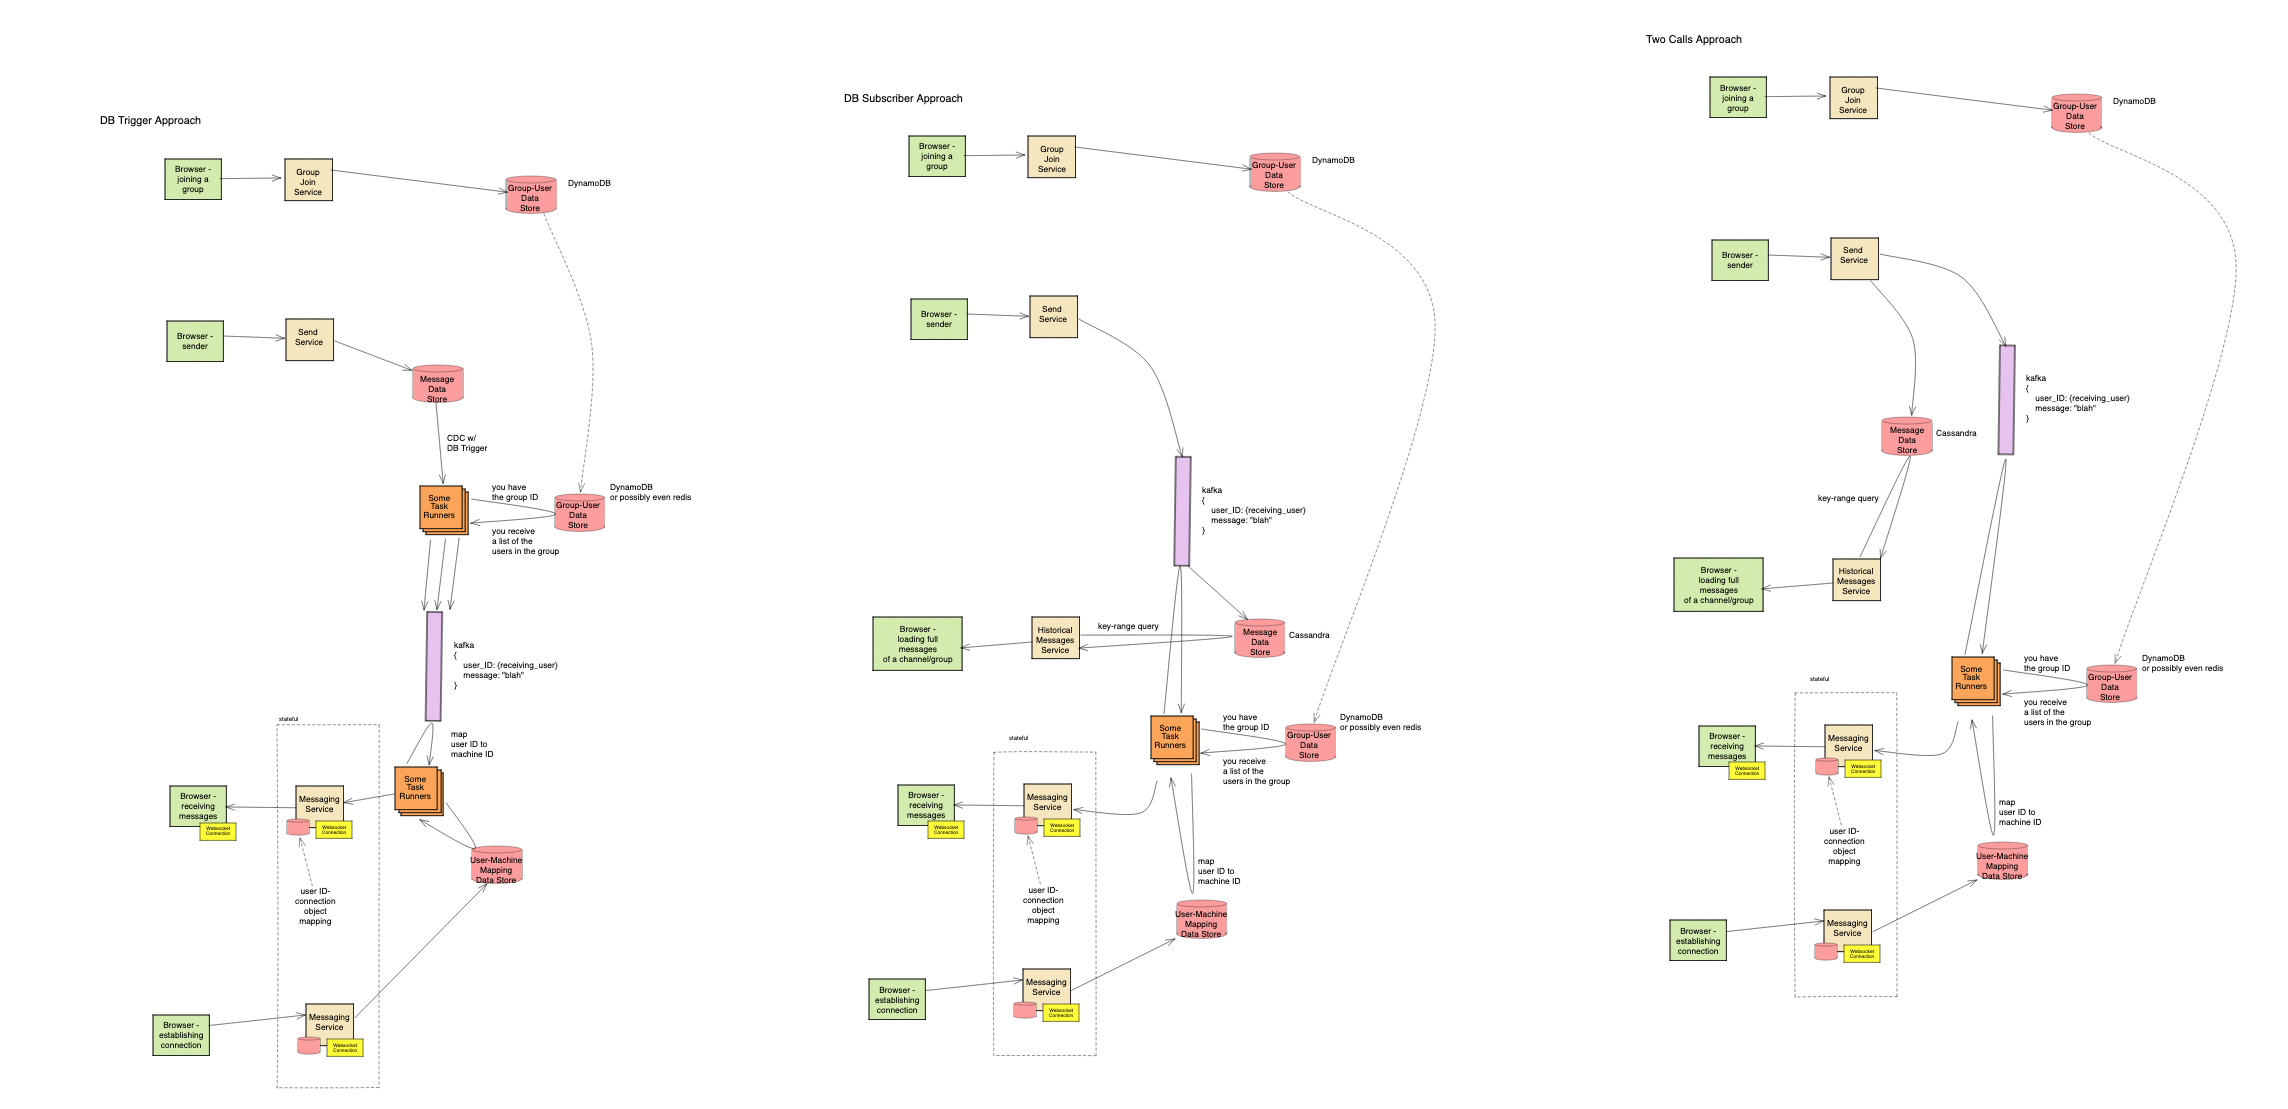 DB Trigger Approach
Browser -
joining a
group
Group
Join
Service
Group-User
Data
Store
DynamoDB
Browser -
sender
Send
Service
Message
Data
Store
CDC w/
DB Trigger
Some
Task
Runners
you have
the group ID
you receive
a list of the
users in the group
Group-User
Data
Store
DynamoDB
or possibly even redis
kafka
{
user_ID: {receiving_user}
message: "blah"
}
stateful
map
user ID to
machine ID
Some
Task
Runners
Browser -
receiving
messages
Websocket
Connection
Messaging
Service
Websocket
Connection
User-Machine
Mapping
Data Store
user ID-
connection
object
mapping
Browser -
establishing
connection
Messaging
Service
Websocket
Connection
DB Subscriber Approach
Browser -
joining a
group
Group
Join
Service
Group-User
Data
Store
DynamoDB
Browser -
sender
Send
Service
kafka
{
user_ID: {receiving_user}
message: "blah"
}
Browser -
loading full
messages
of a channel/group
Historical
Messages
Service
key-range query
Message
Data
Store
Cassandra
Some
Task
Runners
you have
the group ID
you receive
a list of the
users in the group
Group-User
Data
Store
DynamoDB
or possibly even redis
stateful
Browser -
receiving
messages
Websocket
Connection
Messaging
Service
Websocket
Connection
map
user ID to
machine ID
user ID-
connection
object
mapping
User-Machine
Mapping
Data Store
Browser -
establishing
connection
Messaging
Service
Websocket
Connection
Two Calls Approach
Browser -
joining a
group
Group
Join
Service
Group-User
Data
Store
DynamoDB
Browser -
sender
Send
Service
kafka
{
user_ID: {receiving_user}
message: "blah"
}
Message
Data
Store
Cassandra
key-range query
Browser -
loading full
messages
of a channel/group
Historical
Messages
Service
Some
Task
Runners
you have
the group ID
you receive
a list of the
users in the group
Group-User
Data
Store
DynamoDB
or possibly even redis
stateful
Browser -
receiving
messages
Websocket
Connection
Messaging
Service
Websocket
Connection
map
user ID to
machine ID
user ID-
connection
object
mapping
User-Machine
Mapping
Data Store
Browser -
establishing
connection
Messaging
Service
Websocket
Connection